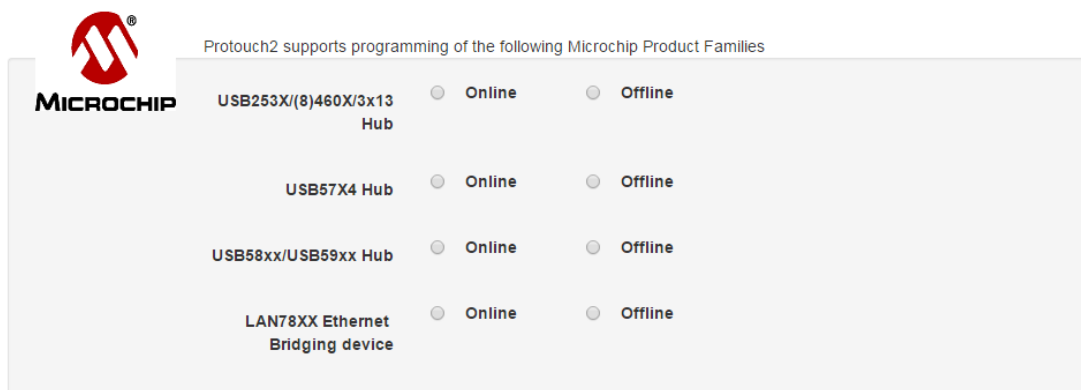 ®
MICROCHIP
Protouch2 supports programming of the following Microchip Product Families
USB253X/(8)460X/3x13 Online Offline
Hub
USB57X4 Hub Online Offline
USB58xx/USB59xx Hub Online Offline
LAN78XX Ethernet Online Offline
Bridging device